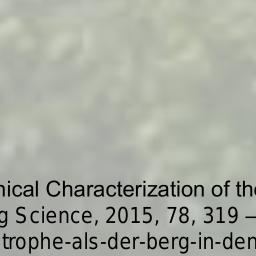 nical Characterization of the
g Science, 2015, 78, 319 –
trophe-als-der-berg-in-den